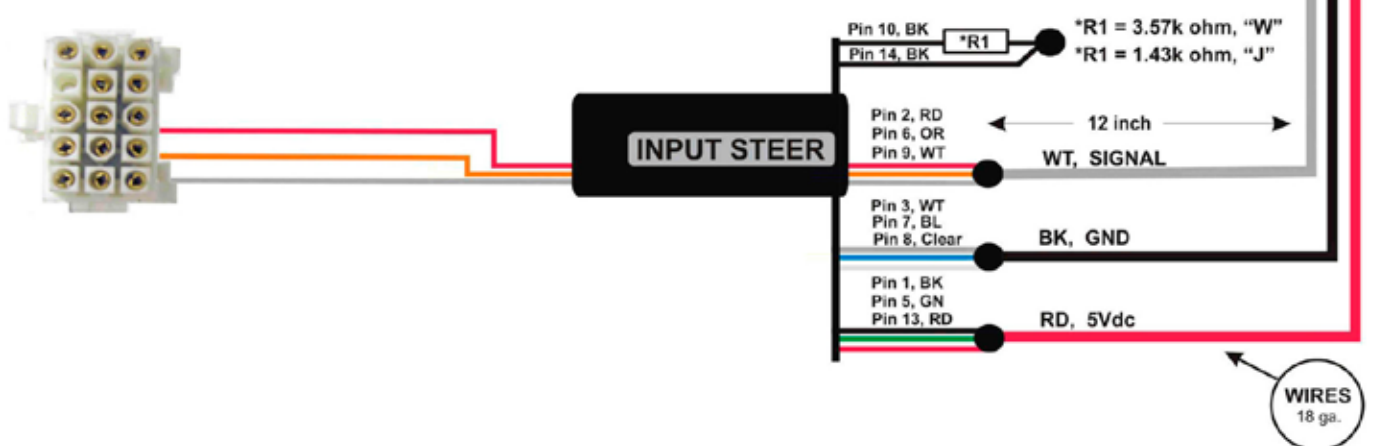 Pin 10, BK
*R1
Pin 14, BK
*R1 = 3.57k ohm, “W”
*R1 = 1.43k ohm, “J”
INPUT STEER
Pin 2, RD
Pin 6, OR
Pin 9, WT
12 inch
WT, SIGNAL
Pin 3, WT
Pin 7, BL
Pin 8, Clear
BK, GND
Pin 1, BK
Pin 5, GN
Pin 13, RD
RD, 5Vdc
WIRES
18 ga.